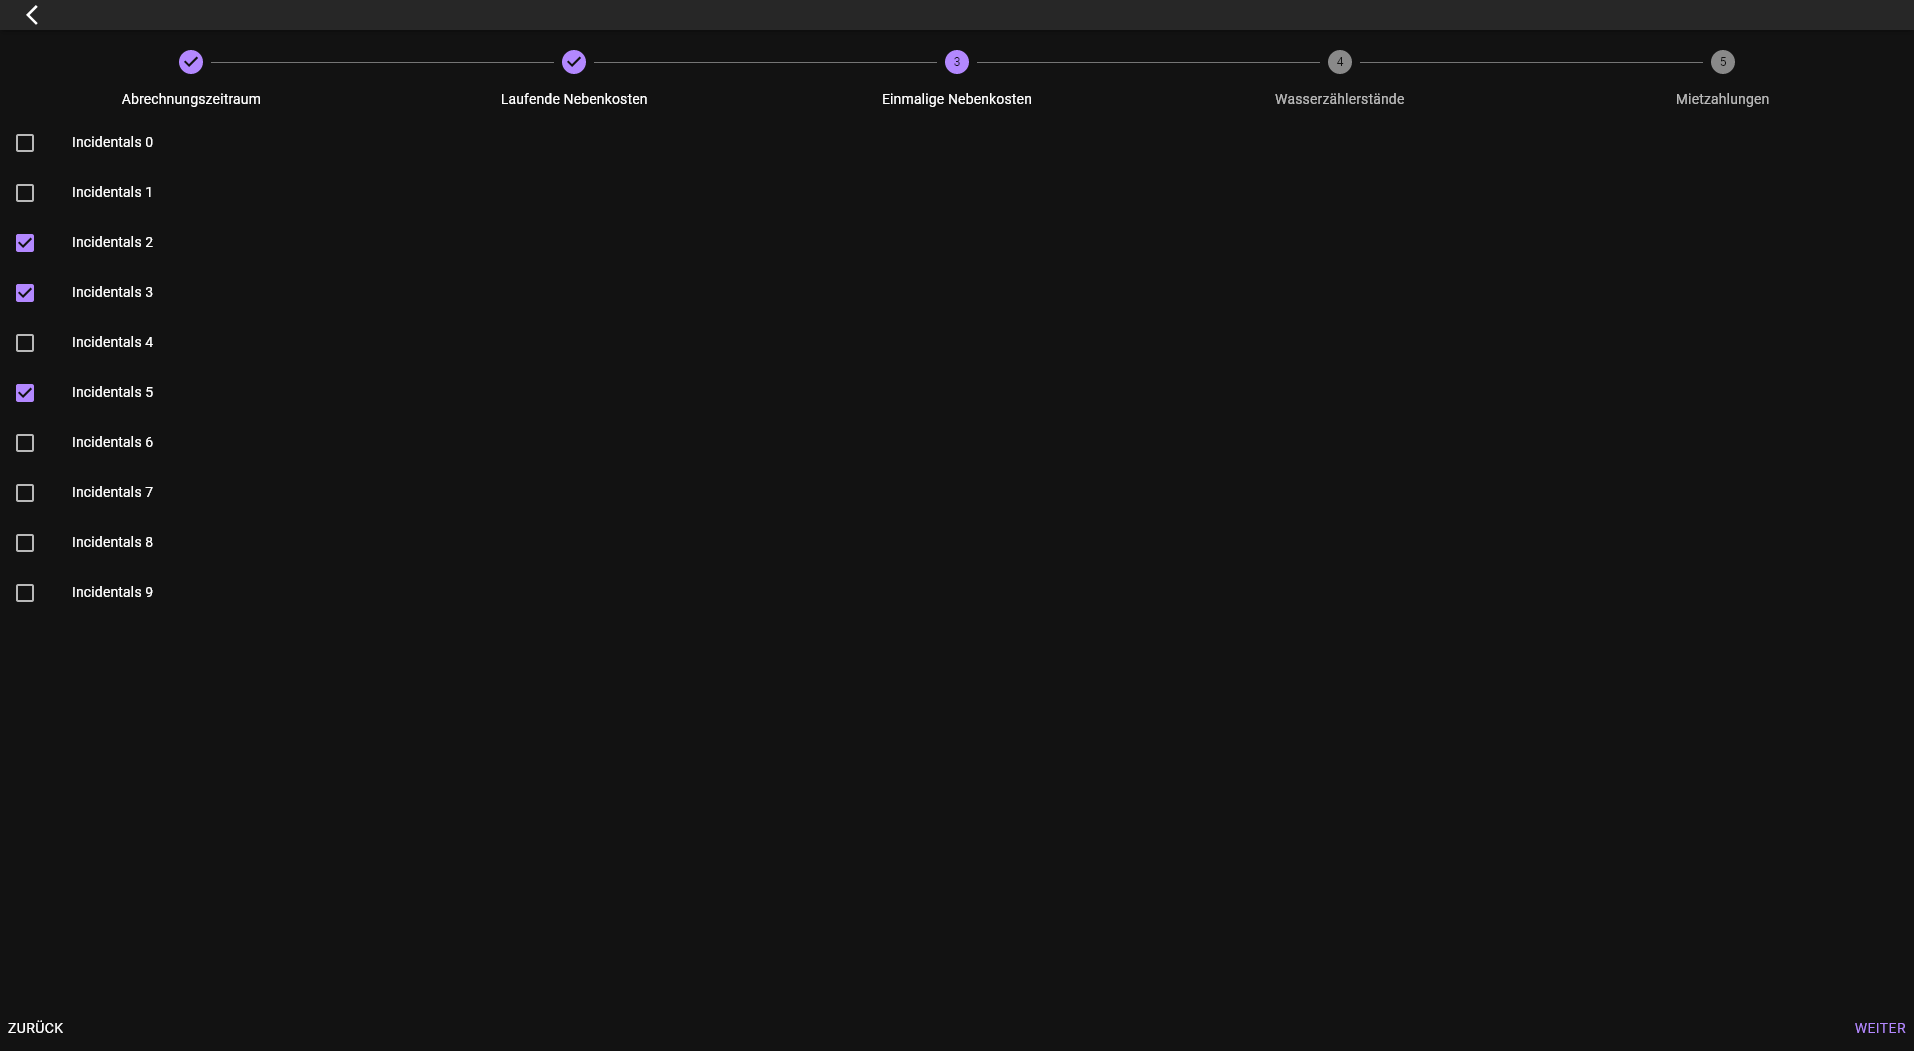 3
4
5
Abrechnungszeitraum
Laufende Nebenkosten
Einmalige Nebenkosten
Wasserzählerstände
Mietzahlungen
Incidentals 0
Incidentals 1
Incidentals 2
Incidentals 3
Incidentals 4
Incidentals 5
Incidentals 6
Incidentals 7
Incidentals 8
Incidentals 9
ZURÜCK
WEITER